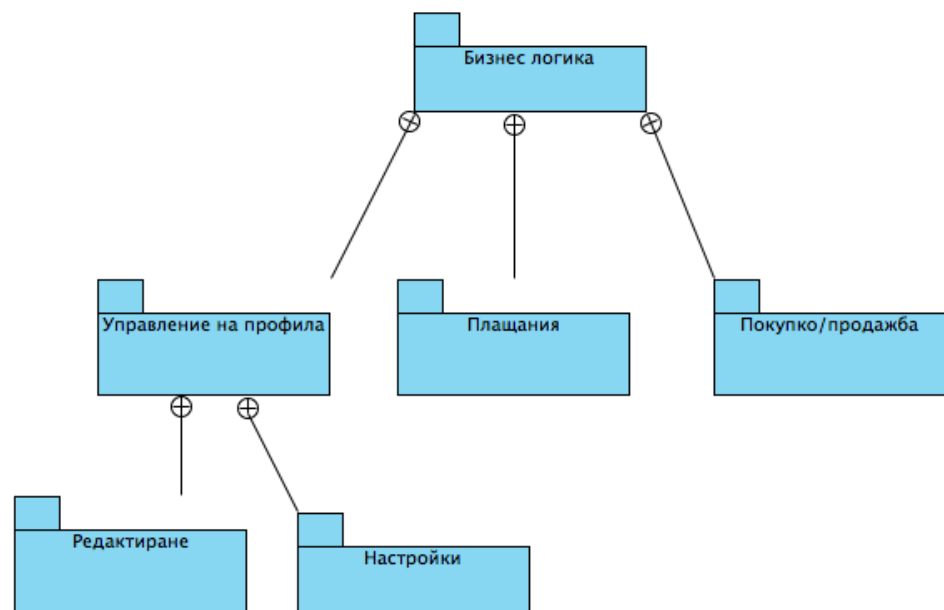 Бизнес логика
Управление на профила
Плащания
Покупко/продажба
Редактиране
Настройки